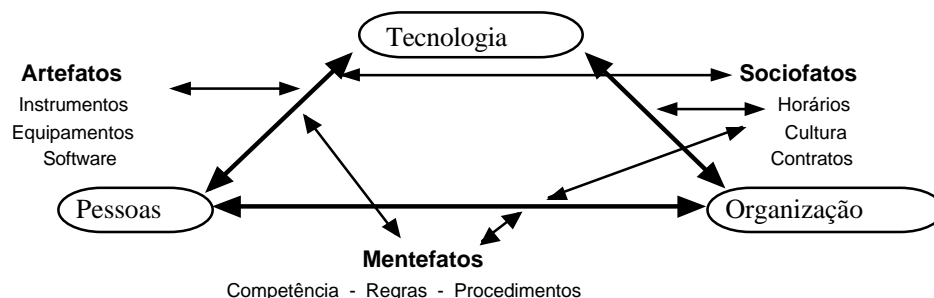 Tecnologia
Artefatos
Instrumentos
Equipamentos
Software
Sociofatos
Horários
Cultura
Contratos
Pessoas
Organização
Mentefatos
Competência - Regras - Procedimentos